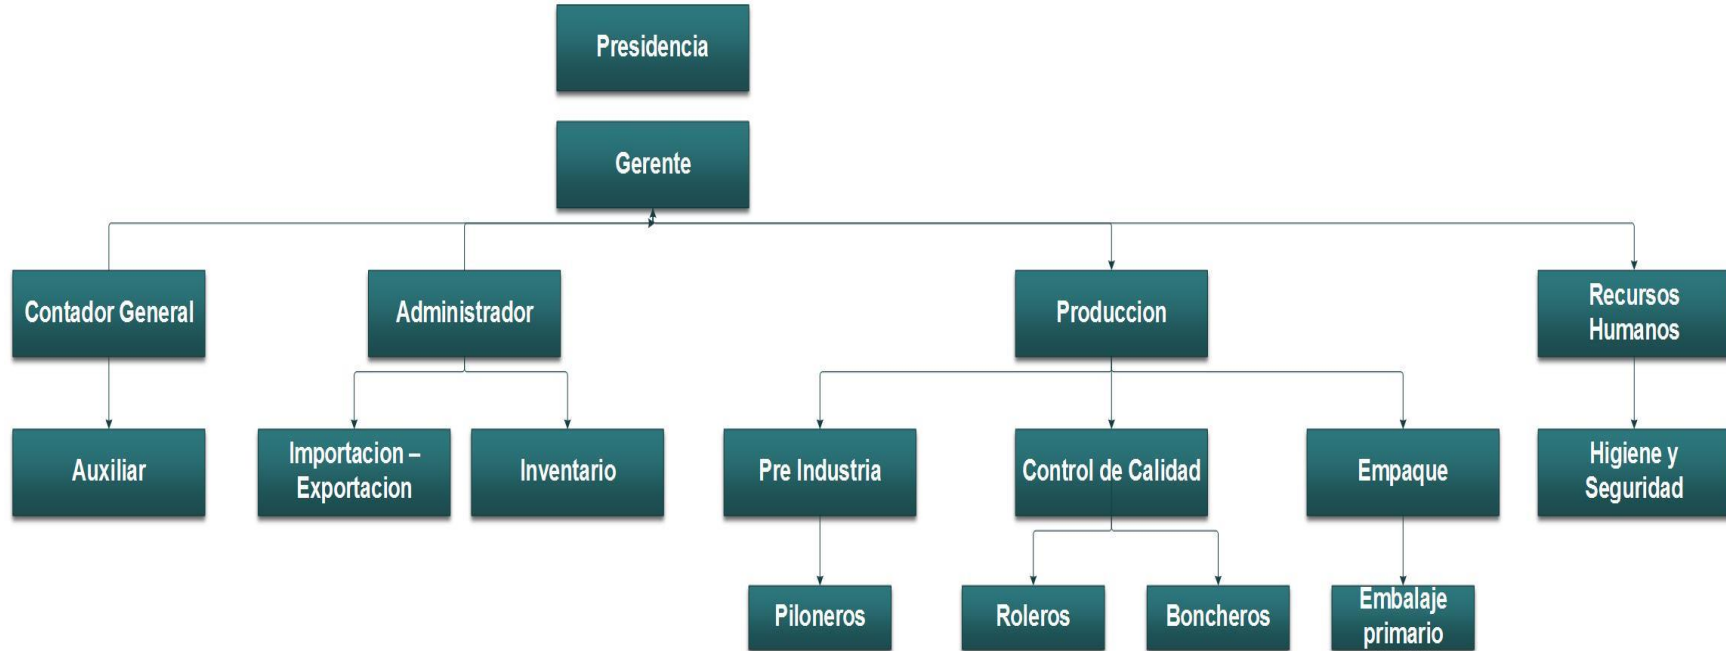 Presidencia
Gerente
Contador General
Administrador
Produccion
Recursos
Humanos
Auxiliar
Importacion –
Exportacion
Inventario
Pre Industria
Control de Calidad
Empaque
Higiene y
Seguridad
Piloneros
Roleros
Boncheros
Embalaje
primario